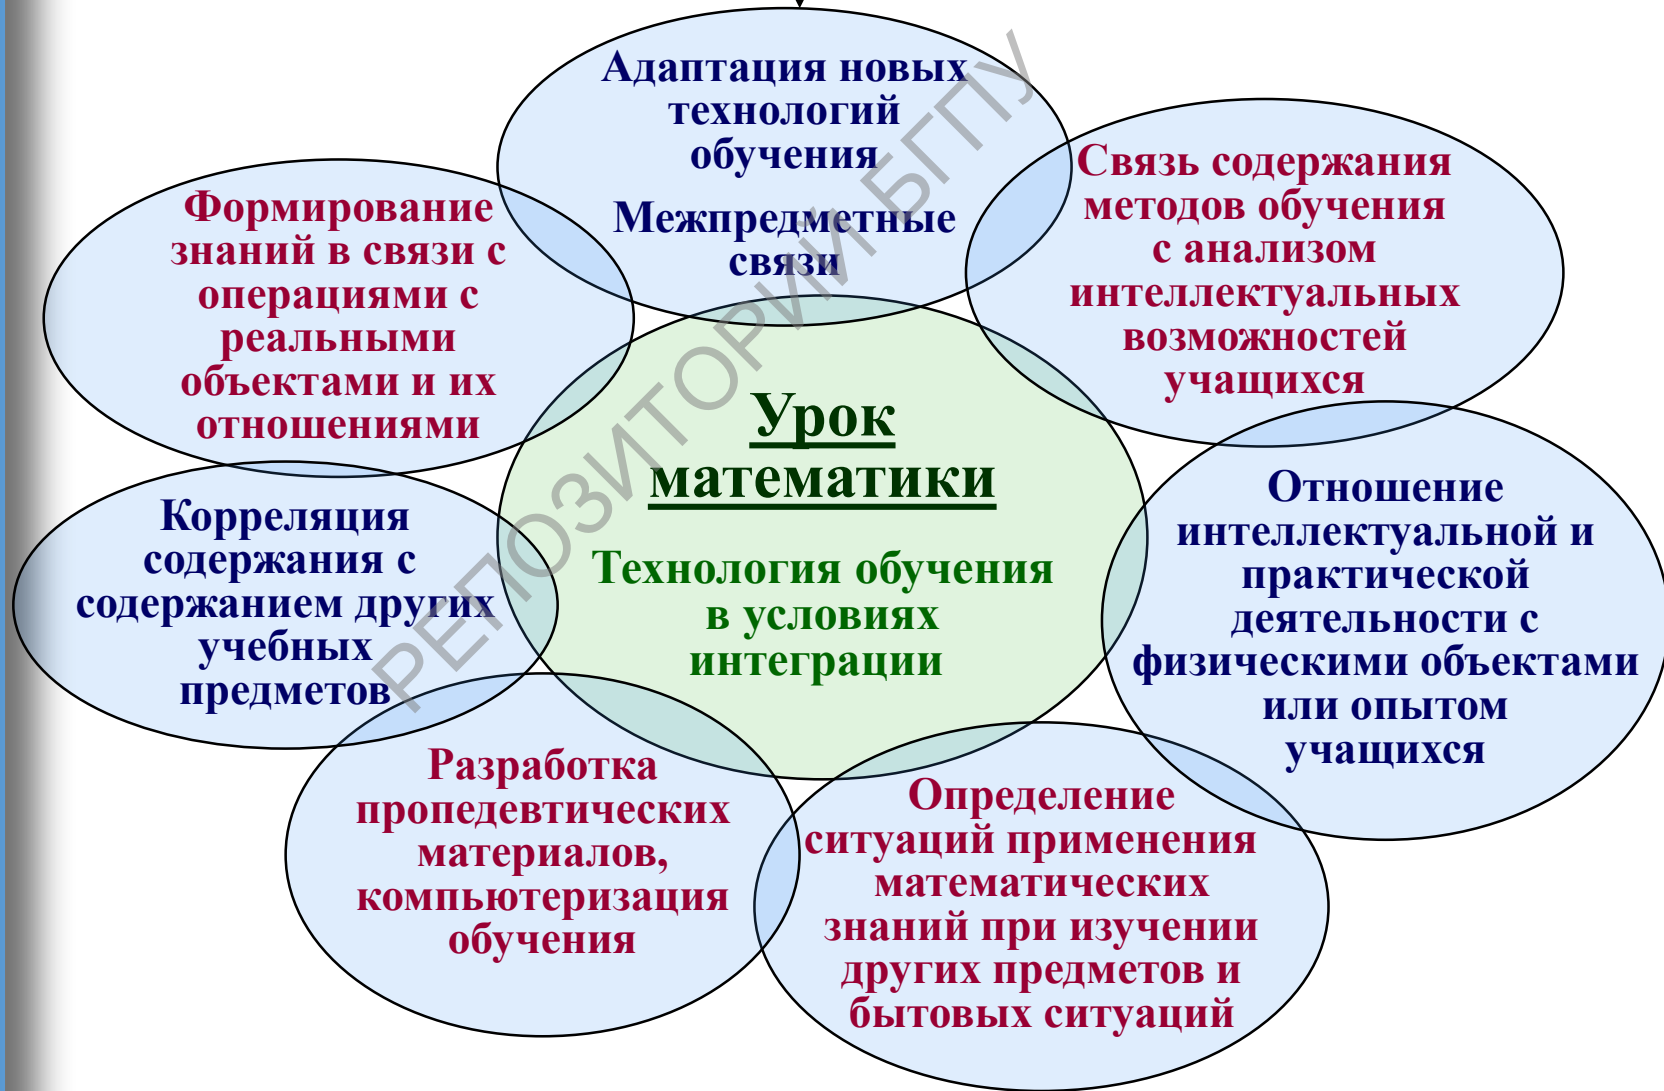 Адаптация новых
технологий
обучения
Межпредметные
связи
Связь содержания
методов обучения
с анализом
интеллектуальных
возможностей
учащихся
Формирование
знаний в связи с
операциями с
реальными
объектами и их
отношениями
Урок
математики
Технология обучения
в условиях
интеграции
Отношение
интеллектуальной и
практической
деятельности с
физическими объектами
или опытом
учащихся
Корреляция
содержания с
содержанием других
учебных
предметов
Разработка
пропедевтических
материалов,
компьютеризация
обучения
Определение
ситуаций применения
математических
знаний при изучении
других предметов и
бытовых ситуаций
РЕПОЗИТОРИЙ БГПУ